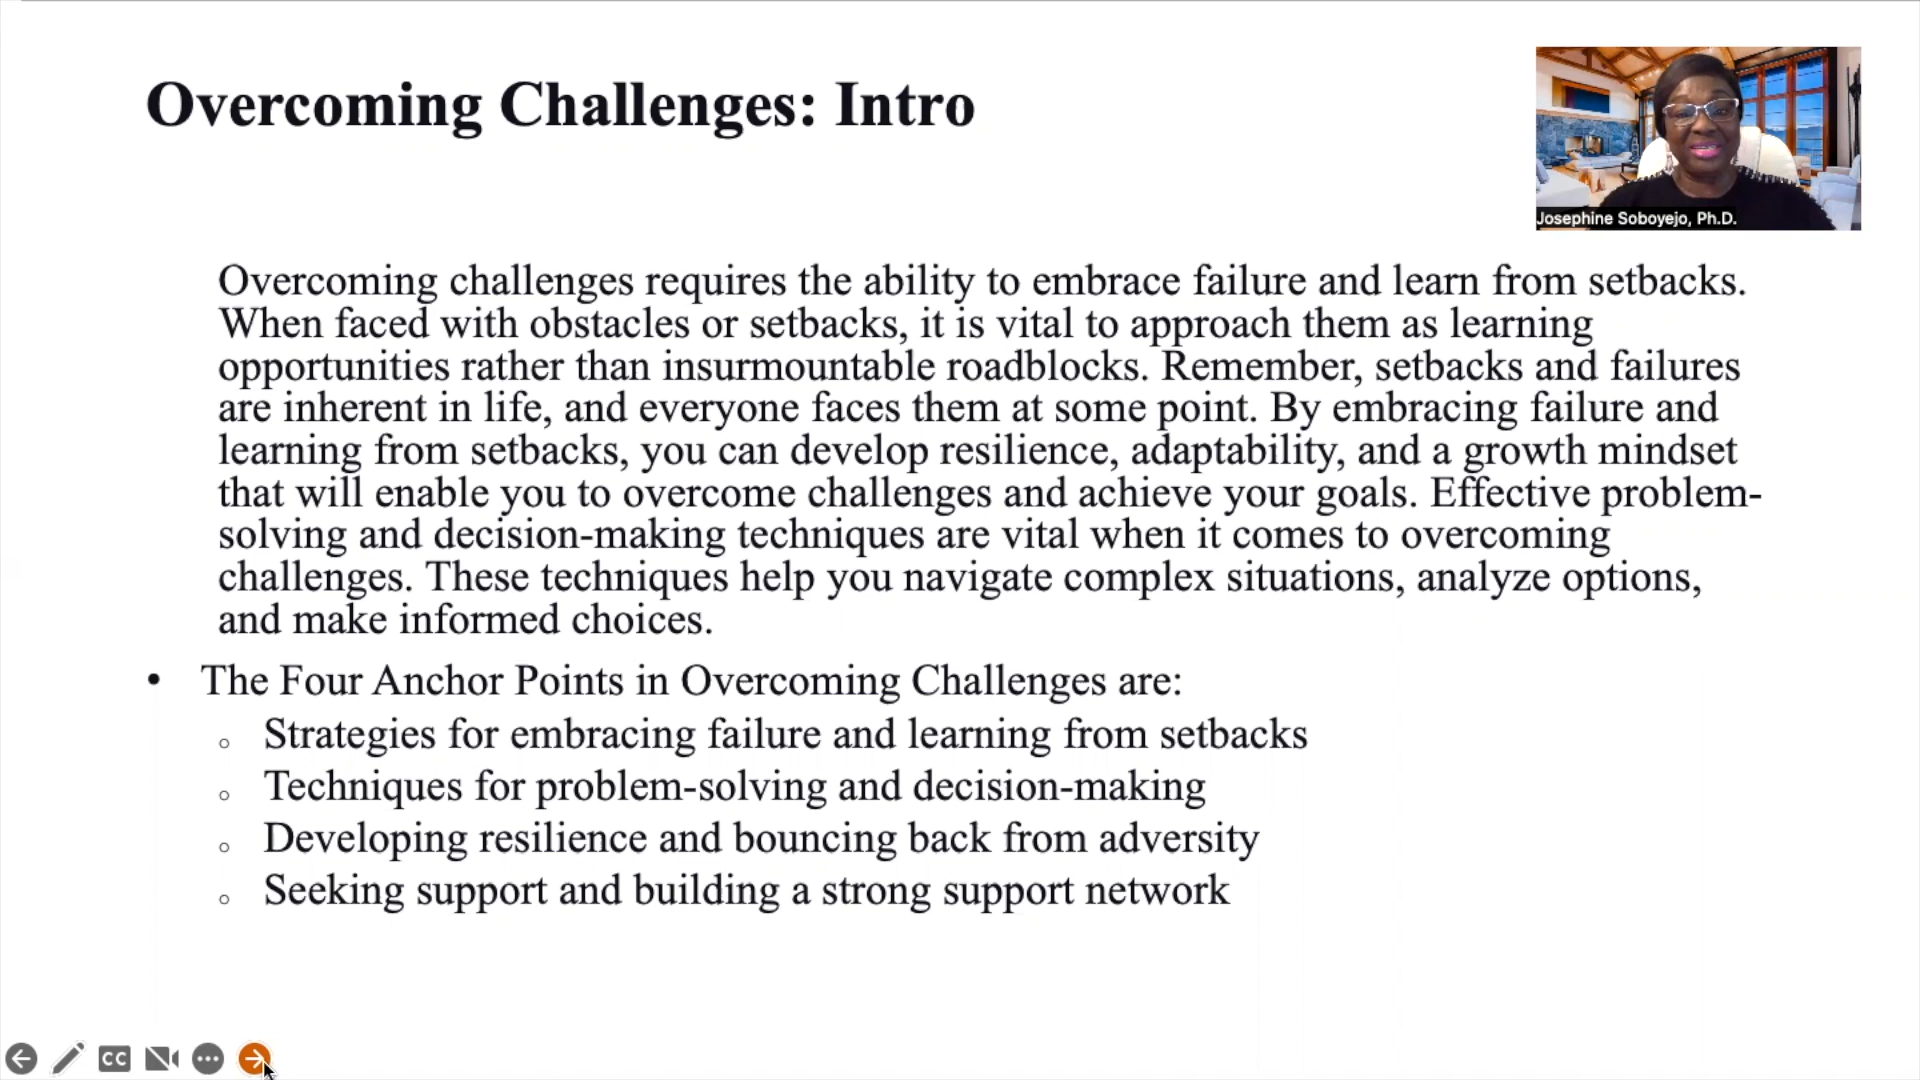 Overcoming Challenges: Intro
Josephine Soboyejo, Ph.D.
Overcoming challenges requires the ability to embrace failure and learn from setbacks.
When faced with obstacles or setbacks, it is vital to approach them as learning
opportunities rather than insurmountable roadblocks. Remember, setbacks and failures
are inherent in life, and everyone faces them at some point. By embracing failure and
learning from setbacks, you can develop resilience, adaptability, and a growth mindset
that will enable you to overcome challenges and achieve your goals. Effective problem-
solving and decision-making techniques are vital when it comes to overcoming
challenges. These techniques help you navigate complex situations, analyze options,
and make informed choices.
• The Four Anchor Points in Overcoming Challenges are:
○ Strategies for embracing failure and learning from setbacks
○ Techniques for problem-solving and decision-making
○ Developing resilience and bouncing back from adversity
○ Seeking support and building a strong support network
CC